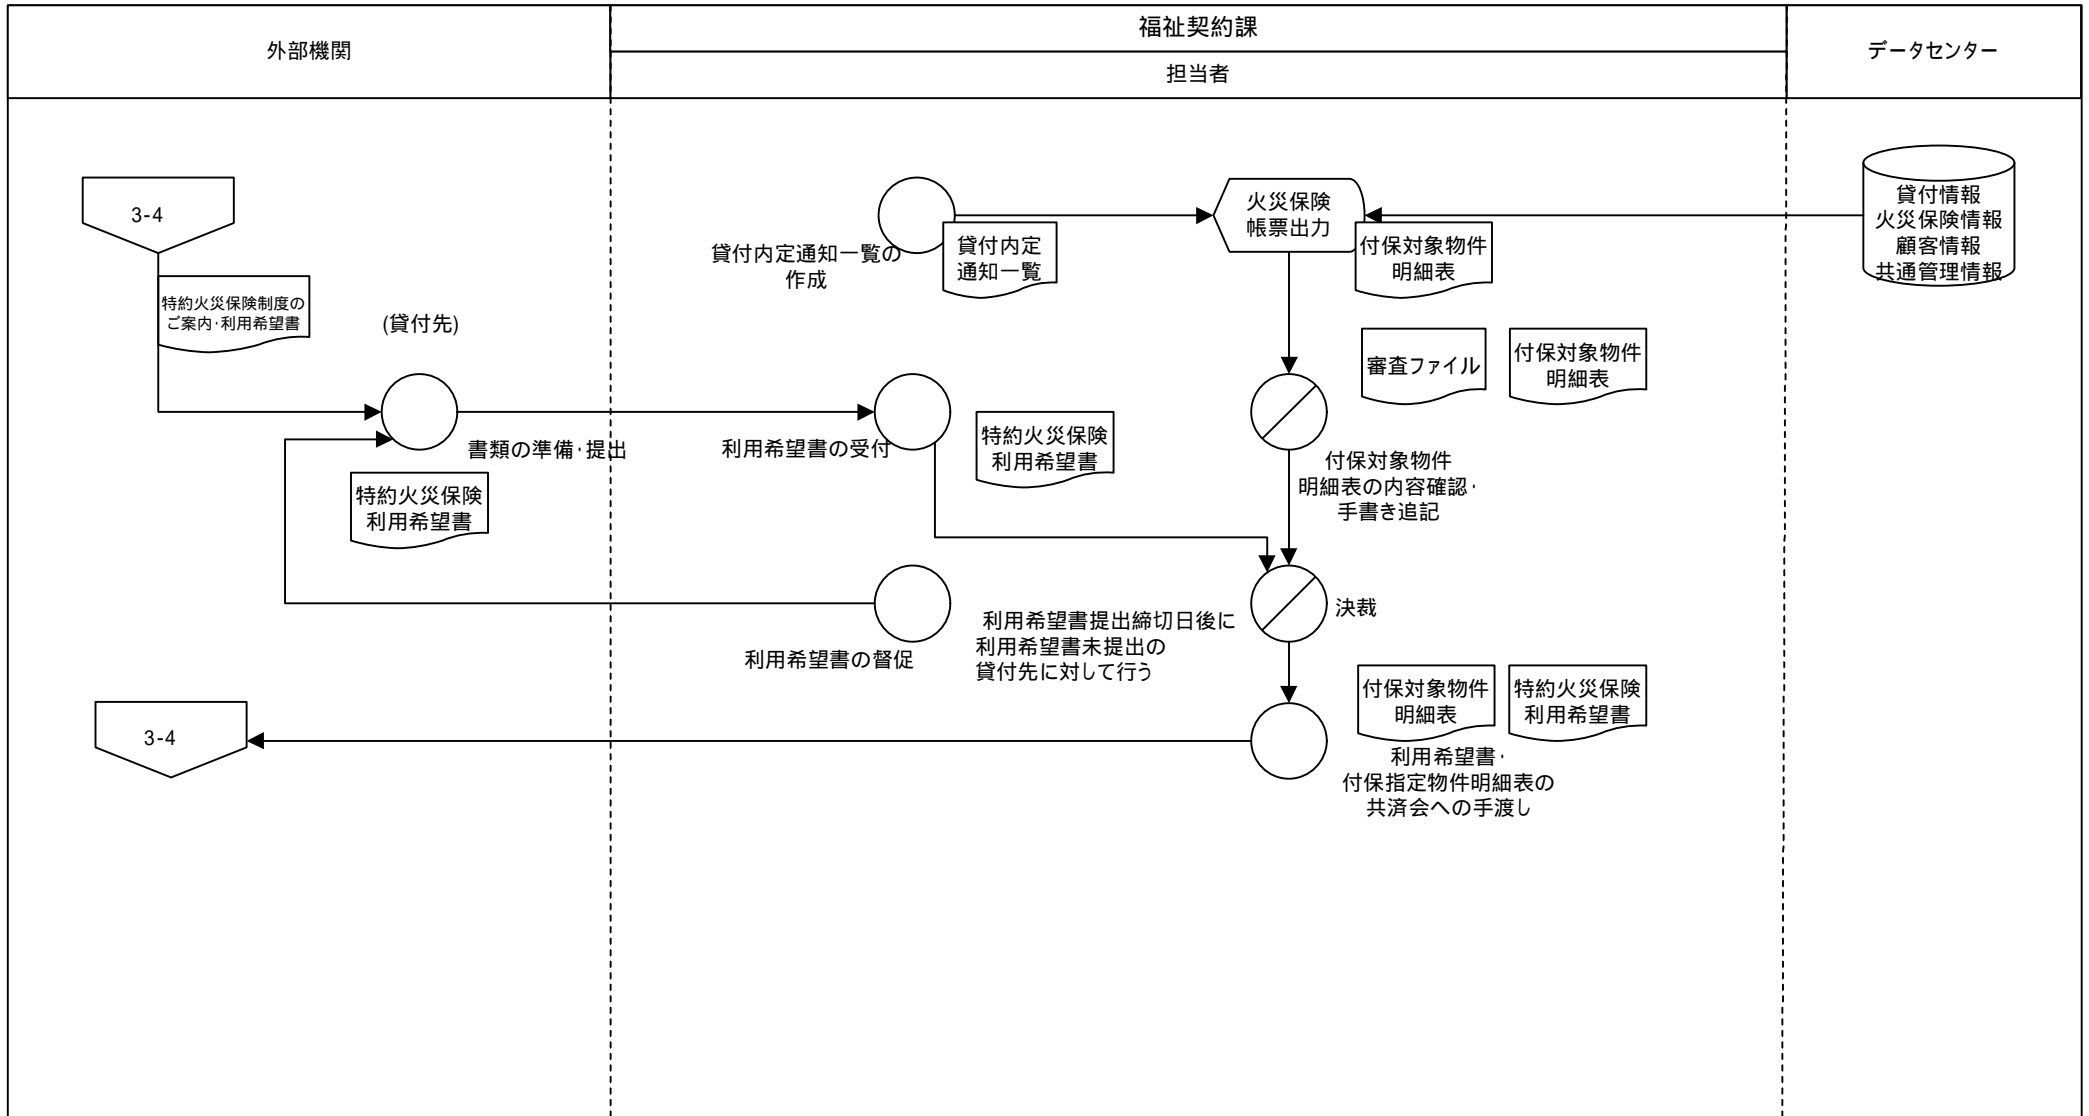 外部機関
福祉契約課
担当者
データセンター
3-4
特約火災保険制度の
ご案内・利用希望書
(貸付先)
書類の準備・提出
特約火災保険
利用希望書
貸付内定通知一覧の
作成
貸付内定
通知一覧
火災保険
帳票出力
付保対象物件
明細表
貸付情報
火災保険情報
顧客情報
共通管理情報
審査ファイル
付保対象物件
明細表
利用希望書の受付
特約火災保険
利用希望書
付保対象物件
明細表の内容確認・
手書き追記
利用希望書の督促
利用希望書提出締切日後に
利用希望書未提出の
貸付先に対して行う
決裁
付保対象物件
明細表
特約火災保険
利用希望書
利用希望書・
付保指定物件明細表の
共済会への手渡し
3-4